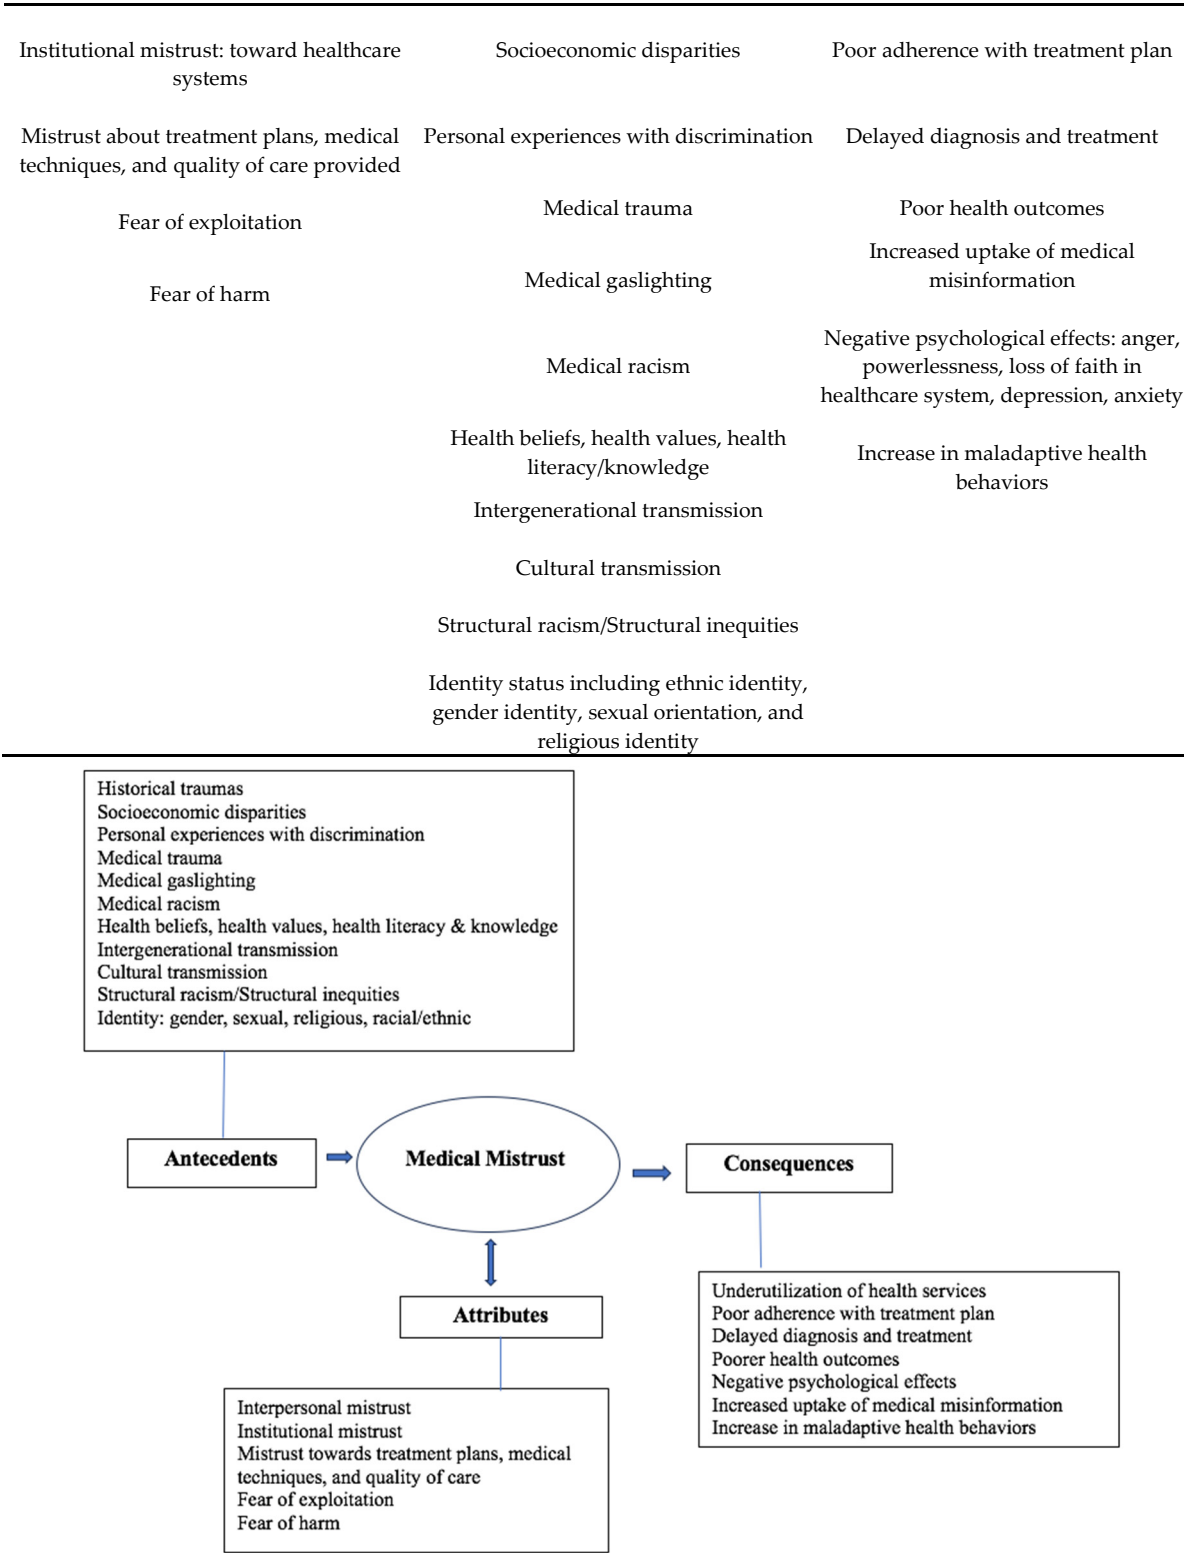 Institutional mistrust: toward healthcare
systems
Mistrust about treatment plans, medical
techniques, and quality of care provided
Fear of exploitation
Fear of harm
Socioeconomic disparities
Personal experiences with discrimination
Medical trauma
Medical gaslighting
Medical racism
Health beliefs, health values, health
literacy/knowledge
Intergenerational transmission
Cultural transmission
Structural racism/Structural inequities
Identity status including ethnic identity,
gender identity, sexual orientation, and
religious identity
Poor adherence with treatment plan
Delayed diagnosis and treatment
Poor health outcomes
Increased uptake of medical
misinformation
Negative psychological effects: anger,
powerlessness, loss of faith in
healthcare system, depression, anxiety
Increase in maladaptive health
behaviors
Historical traumas
Socioeconomic disparities
Personal experiences with discrimination
Medical trauma
Medical gaslighting
Medical racism
Health beliefs, health values, health literacy & knowledge
Intergenerational transmission
Cultural transmission
Structural racism/Structural inequities
Identity: gender, sexual, religious, racial/ethnic
Antecedents
Medical Mistrust
Consequences
Attributes
Underutilization of health services
Poor adherence with treatment plan
Delayed diagnosis and treatment
Poorer health outcomes
Negative psychological effects
Increased uptake of medical misinformation
Increase in maladaptive health behaviors
Interpersonal mistrust
Institutional mistrust
Mistrust towards treatment plans, medical
techniques, and quality of care
Fear of exploitation
Fear of harm